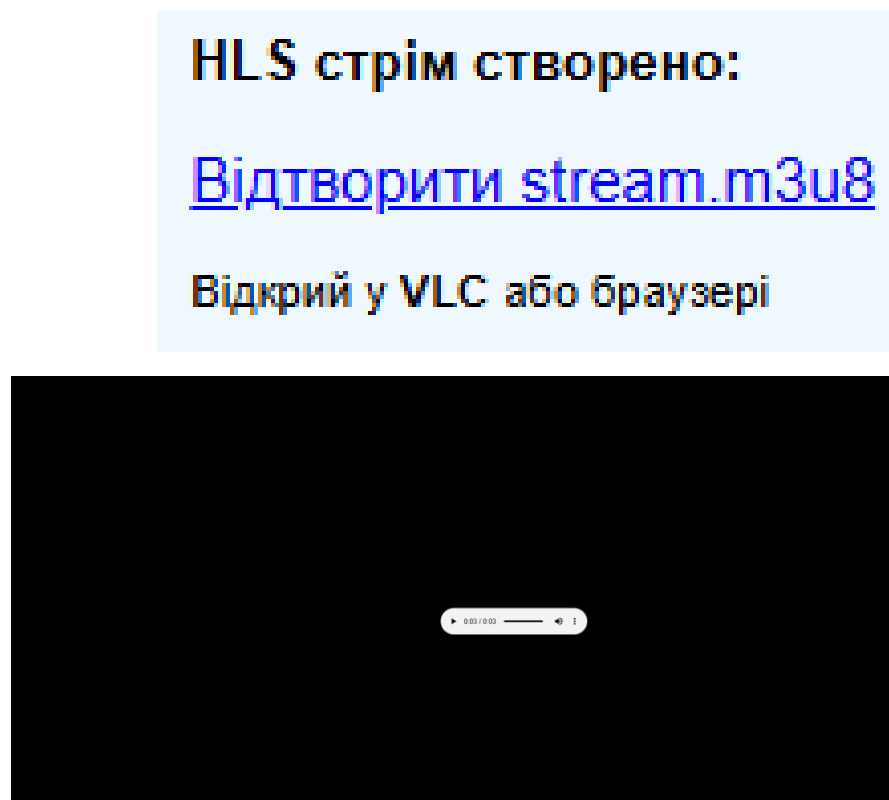 HLS стрім створено:
Відтворити stream.m3u8
Відкрий у VLC або браузері
0:03 / 0:03